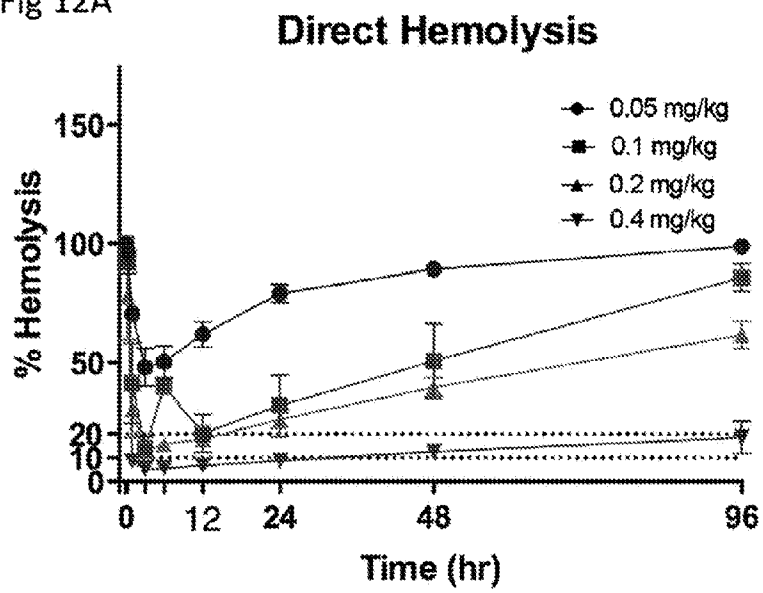 Fig 12A
Direct Hemolysis
0.05 mg/kg
0.1 mg/kg
0.2 mg/kg
0.4 mg/kg
% Hemolysis
150
100
50
20
10
0
0 12 24 48 96
Time (hr)